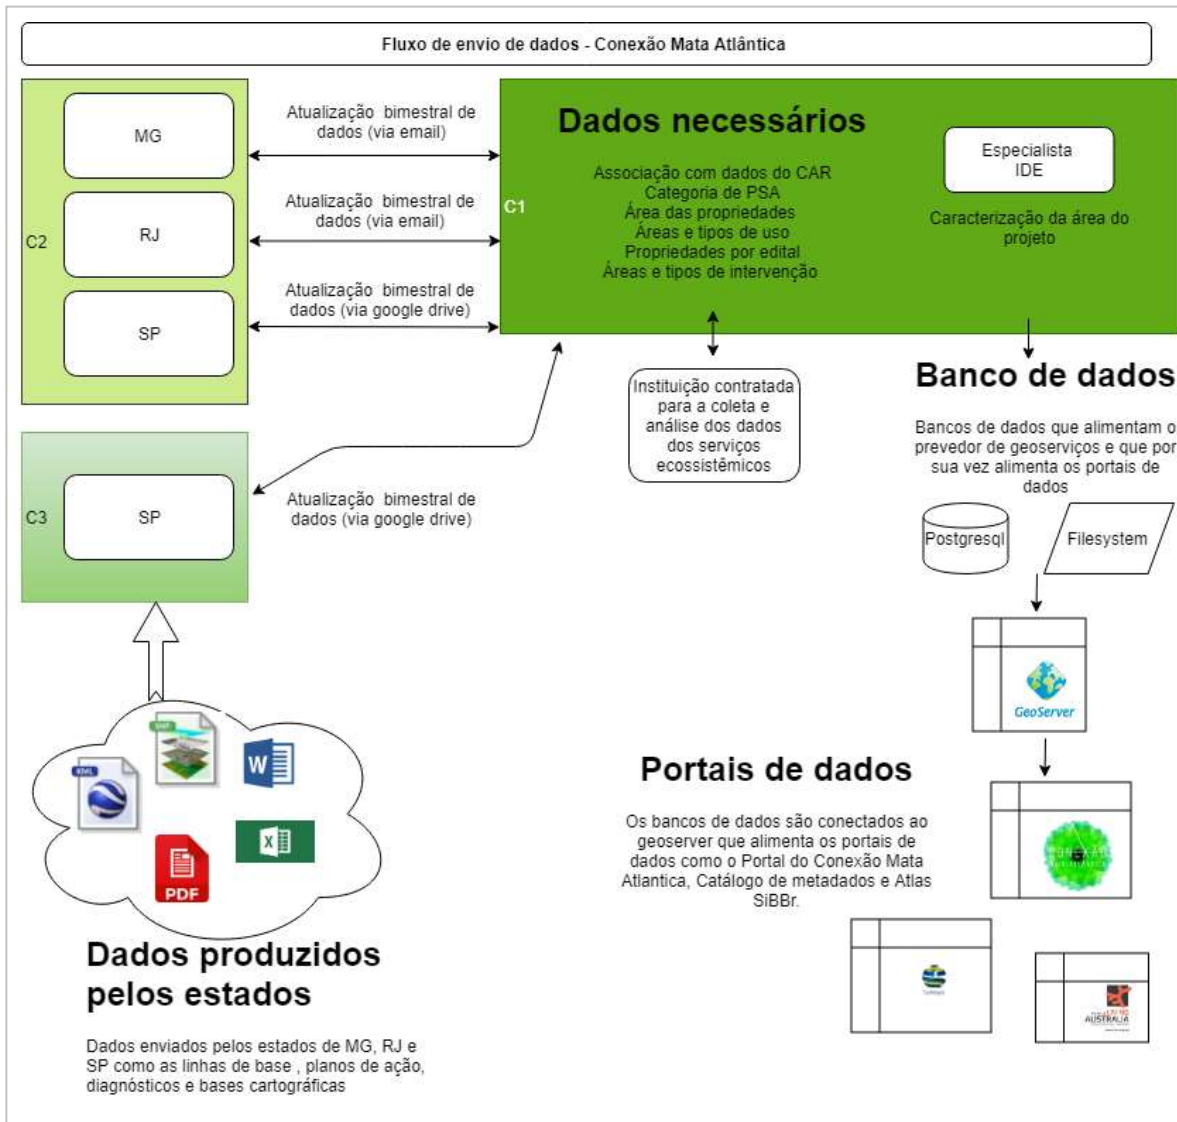 Fluxo de envio de dados - Conexão Mata Atlântica
C2
MG
RJ
SP
Atualização bimestral de
dados (via email)
Atualização bimestral de
dados (via email)
Atualização bimestral de
dados (via google drive)
C1
Dados necessários
Associação com dados do CAR
Categoria de PSA
Área das propriedades
Áreas e tipos de uso
Propriedades por edital
Áreas e tipos de intervenção
Especialista
IDE
Caracterização da área do
projeto
Instituição contratada
para a coleta e
análise dos dados
dos serviços
ecossistêmicos
Banco de dados
Bancos de dados que alimentam o
prevedor de geoserviços e que por
sua vez alimenta os portais de
dados
Postgresql
Filesystem
C3
SP
Atualização bimestral de
dados (via google drive)
GeoServer
KML
SHP
W
X
PDF
Portais de dados
Os bancos de dados são conectados ao
geoserver que alimenta os portais de
dados como o Portal do Conexão Mata
Atlantica, Catálogo de metadados e Atlas
SiBBr.
CONEXÃO
LIVING
AUSTRALIA
Dados produzidos
pelos estados
Dados enviados pelos estados de MG, RJ e
SP como as linhas de base , planos de ação,
diagnósticos e bases cartográficas